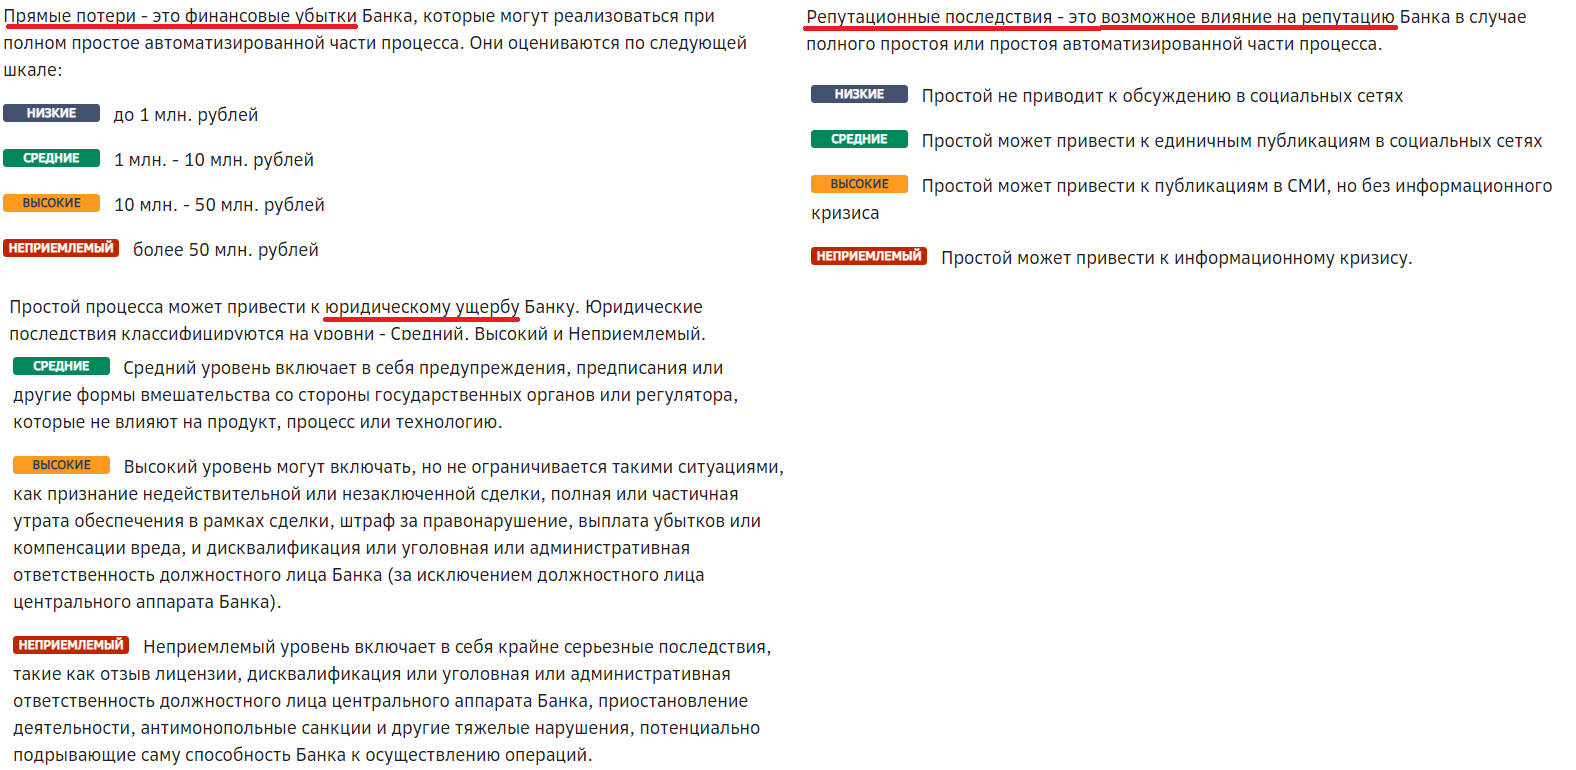 Прямые потери - это финансовые убытки Банка, которые могут реализоваться при
полном простое автоматизированной части процесса. Они оцениваются по следующей
шкале:
НИЗКИЕ до 1 млн. рублей
СРЕДНИЕ 1 млн. - 10 млн. рублей
ВЫСОКИЕ 10 млн. - 50 млн. рублей
НЕПРИЕМЛЕМЫЙ более 50 млн. рублей
Простой процесса может привести к юридическому ущербу Банку. Юридические
последствия классифицируются на уровни - Средний, Высокий и Неприемлемый.
СРЕДНИЕ Средний уровень включает в себя предупреждения, предписания или
другие формы вмешательства со стороны государственных органов или регулятора,
которые не влияют на продукт, процесс или технологию.
ВЫСОКИЕ Высокий уровень могут включать, но не ограничивается такими ситуациями,
как признание недействительной или незаключенной сделки, полная или частичная
утрата обеспечения в рамках сделки, штраф за правонарушение, выплата убытков или
компенсации вреда, и дисквалификация или уголовная или административная
ответственность должностного лица Банка (за исключением должностного лица
центрального аппарата Банка).
НЕПРИЕМЛЕМЫЙ Неприемлемый уровень включает в себя крайне серьезные последствия,
такие как отзыв лицензии, дисквалификация или уголовная или административная
ответственность должностного лица центрального аппарата Банка, приостановление
деятельности, антимонопольные санкции и другие тяжелые нарушения, потенциально
подрывающие саму способность Банка к осуществлению операций.
Репутационные последствия - это возможное влияние на репутацию Банка в случае
полного простоя или простоя автоматизированной части процесса.
НИЗКИЕ Простой не приводит к обсуждению в социальных сетях
СРЕДНИЕ Простой может привести к единичным публикациям в социальных сетях
ВЫСОКИЕ Простой может привести к публикациям в СМИ, но без информационного
кризиса
НЕПРИЕМЛЕМЫЙ Простой может привести к информационному кризису.